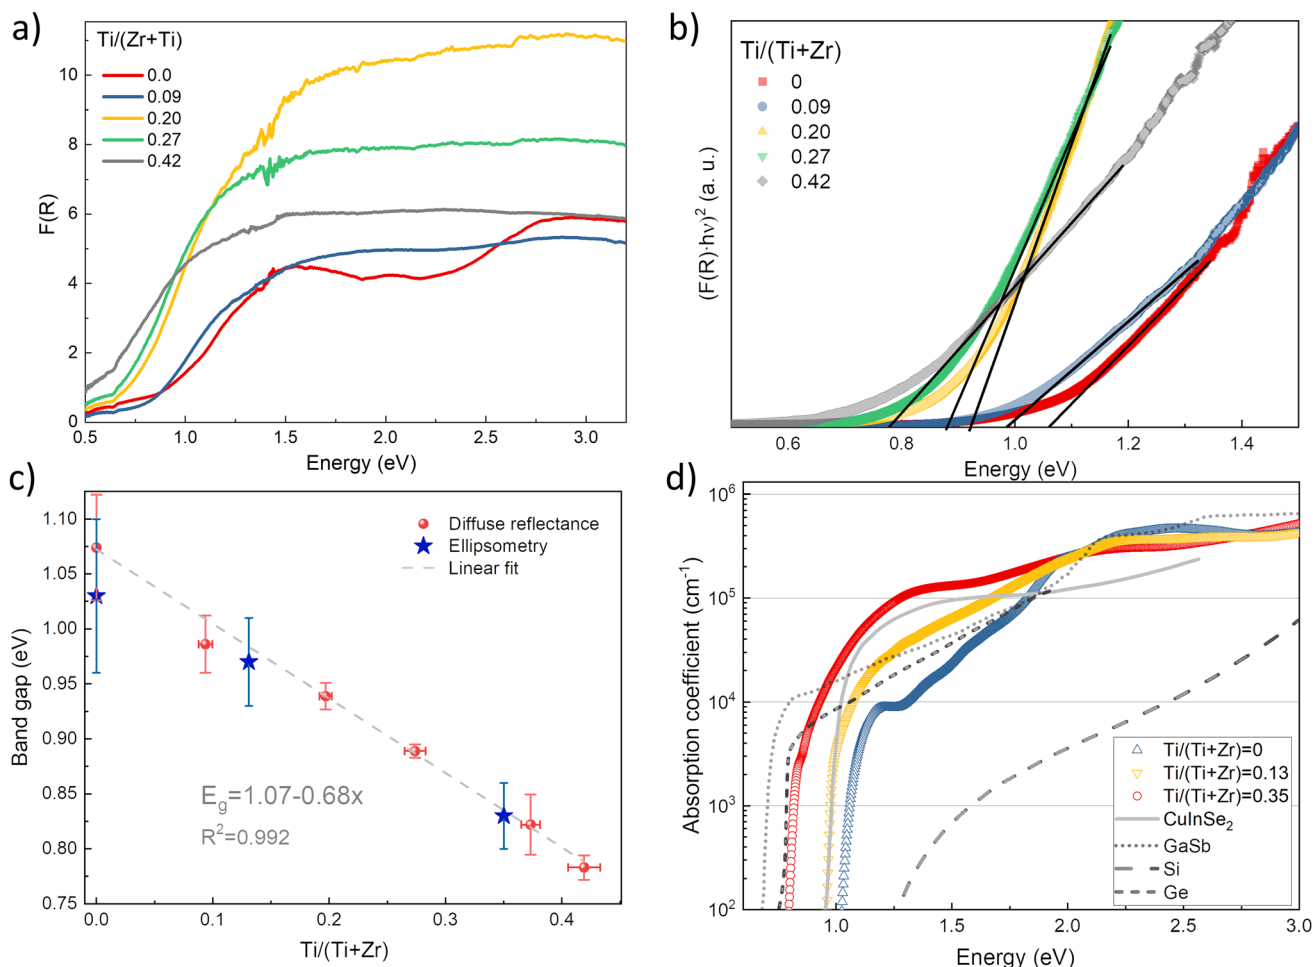 a)
Ti/(Zr+Ti)
0.0
0.09
0.20
0.27
0.42
F(R)
10
8
6
4
2
0
0.5 1.0 1.5 2.0 2.5 3.0
Energy (eV)
b)
Ti/(Ti+Zr)
0
0.09
0.20
0.27
0.42
(F(R)·hν)² (a. u.)
0.6 0.8 1.0 1.2 1.4
Energy (eV)
c)
Diffuse reflectance
Ellipsometry
Linear fit
Band gap (eV)
1.10
1.05
1.00
0.95
0.90
0.85
0.80
0.75
E_g=1.07-0.68x
R²=0.992
0.0 0.1 0.2 0.3 0.4
Ti/(Ti+Zr)
d)
Absorption coefficient (cm⁻¹)
10⁶
10⁵
10⁴
10³
10²
Ti/(Ti+Zr)=0
Ti/(Ti+Zr)=0.13
Ti/(Ti+Zr)=0.35
CuInSe₂
GaSb
Si
Ge
1.0 1.5 2.0 2.5 3.0
Energy (eV)